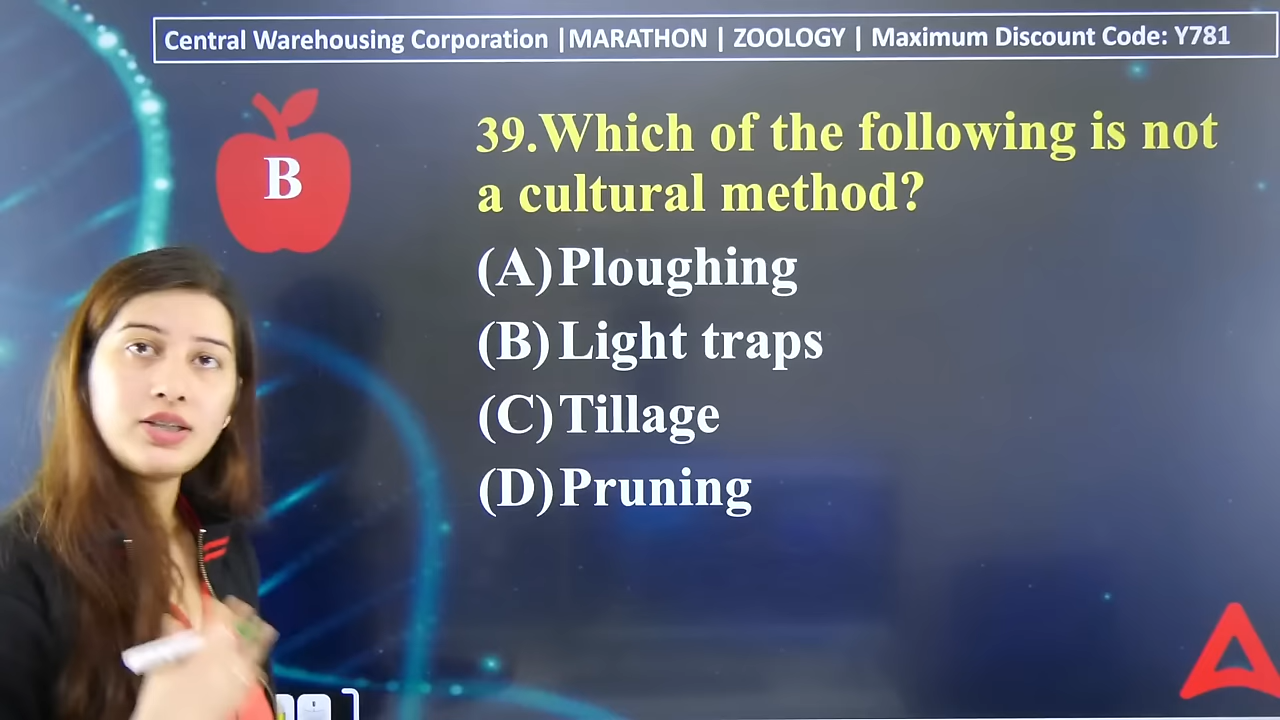 Central Warehousing Corporation |MARATHON | ZOOLOGY | Maximum Discount Code: Y781
B
39.Which of the following is not
a cultural method?
(A)Ploughing
(B)Light traps
(C)Tillage
(D)Pruning